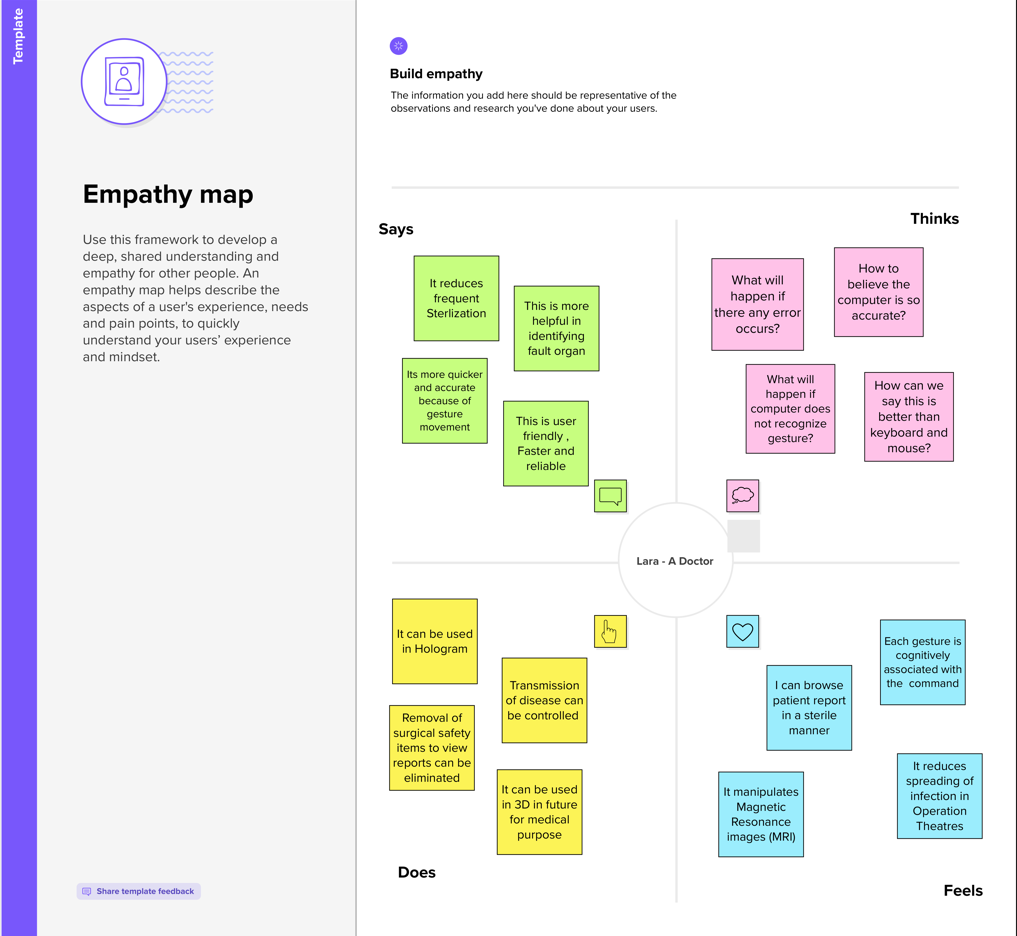 Template
Empathy map
Use this framework to develop a
deep, shared understanding and
empathy for other people. An
empathy map helps describe the
aspects of a user's experience, needs
and pain points, to quickly
understand your users' experience
and mindset.
Share template feedback
Build empathy
The information you add here should be representative of the
observations and research you've done about your users.
Says
It reduces
frequent
Sterlization
This is more
helpful in
identifying
fault organ
Its more quicker
and accurate
because of
gesture
movement
This is user
friendly ,
Faster and
reliable
Thinks
What will
happen if
there any error
occurs?
How to
believe the
computer is so
accurate?
What will
happen if
computer does
not recognize
gesture?
How can we
say this is
better than
keyboard and
mouse?
Lara - A Doctor
It can be used
in Hologram
Transmission
of disease can
be controlled
Removal of
surgical safety
items to view
reports can be
eliminated
It can be used
in 3D in future
for medical
purpose
Does
Each gesture is
cognitively
associated with
the command
I can browse
patient report
in a sterile
manner
It manipulates
Magnetic
Resonance
images (MRI)
It reduces
spreading of
infection in
Operation
Theatres
Feels